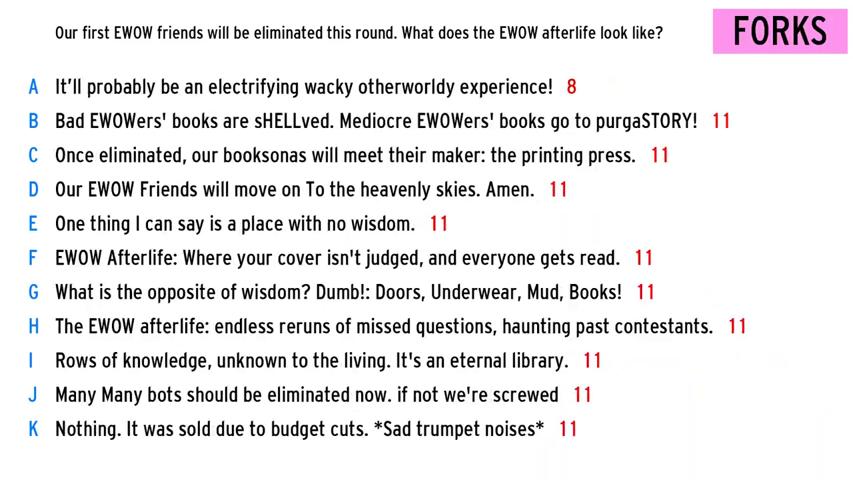 Our first EWOW friends will be eliminated this round. What does the EWOW afterlife look like?
FORKS
A It'll probably be an electrifying wacky otherworldy experience! 8
B Bad EWOWers' books are sHELLved. Mediocre EWOWers' books go to purgaSTORY! 11
C Once eliminated, our booksonas will meet their maker: the printing press. 11
D Our EWOW Friends will move on To the heavenly skies. Amen. 11
E One thing I can say is a place with no wisdom. 11
F EWOW Afterlife: Where your cover isn't judged, and everyone gets read. 11
G What is the opposite of wisdom? Dumb!: Doors, Underwear, Mud, Books! 11
H The EWOW afterlife: endless reruns of missed questions, haunting past contestants. 11
I Rows of knowledge, unknown to the living. It's an eternal library. 11
J Many Many bots should be eliminated now. if not we're screwed 11
K Nothing. It was sold due to budget cuts. *Sad trumpet noises* 11